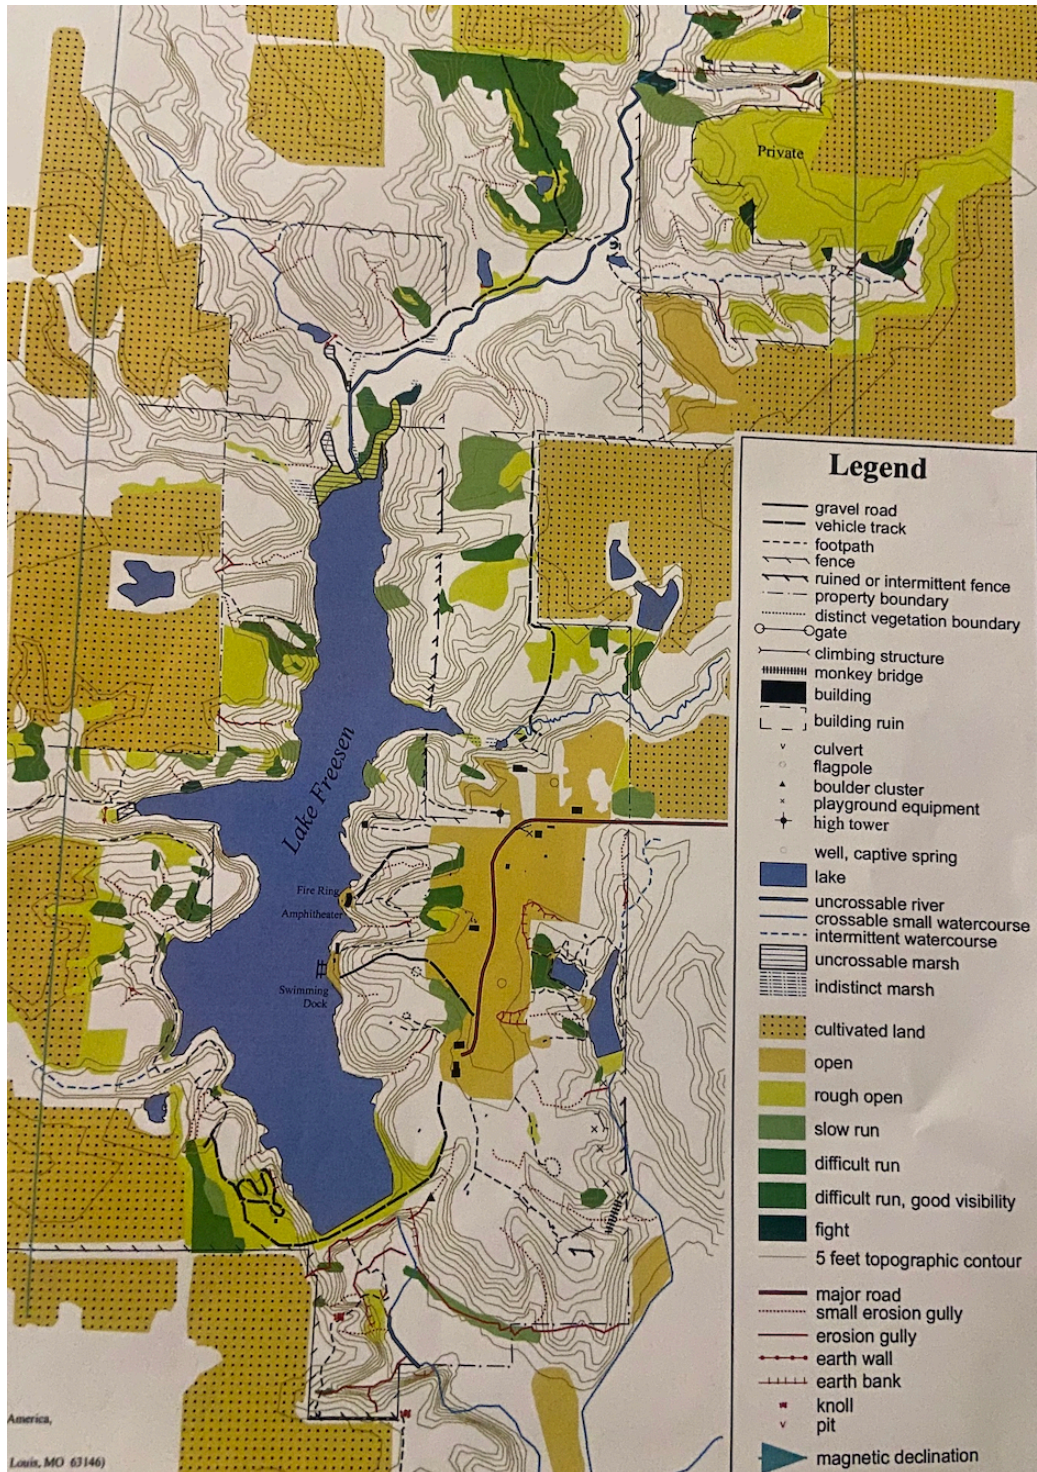 Private
Legend
gravel road
vehicle track
footpath
fence
ruined or intermittent fence
property boundary
distinct vegetation boundary
gate
climbing structure
monkey bridge
building
building ruin
culvert
flagpole
boulder cluster
playground equipment
high tower
well, captive spring
lake
uncrossable river
crossable small watercourse
intermittent watercourse
uncrossable marsh
indistinct marsh
cultivated land
open
rough open
slow run
difficult run
difficult run, good visibility
fight
5 feet topographic contour
major road
small erosion gully
erosion gully
earth wall
earth bank
knoll
pit
magnetic declination
Lake Freesen
Fire Ring
Amphitheater
Swimming
Dock
America,
Louis, MO 63146)